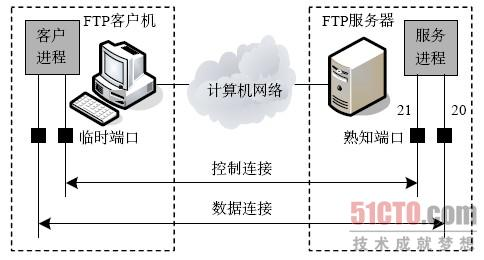 FTP客户机
FTP服务器
客户
进程
服务
进程
计算机网络
21
20
临时端口
熟知端口
控制连接
数据连接
51CTO.com
技术成就梦想